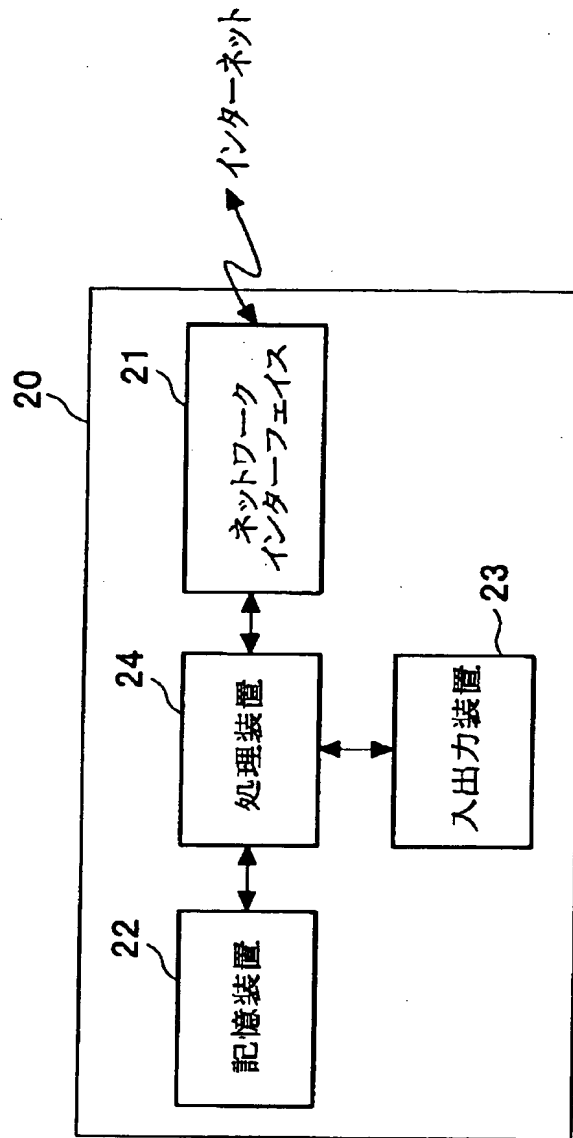 20
22
記憶装置
24
処理装置
21
ネットワーク
インターフェイス
インターネット
23
入出力装置